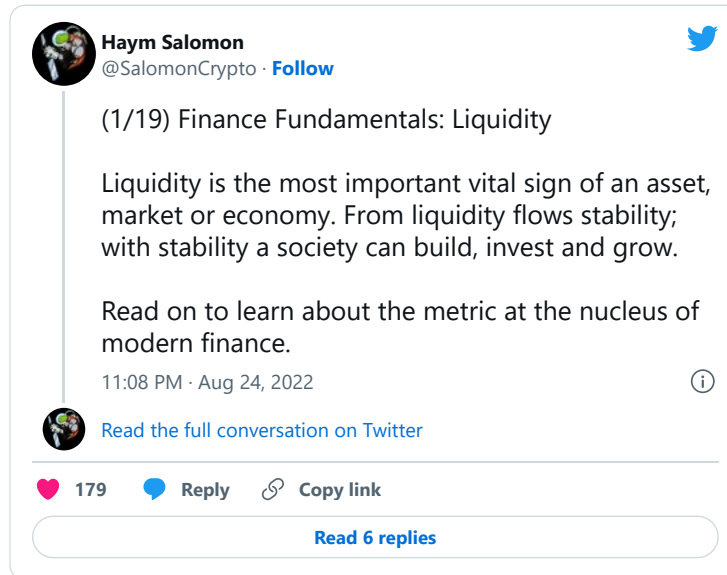 Haym Salomon
@SalomonCrypto · Follow
(1/19) Finance Fundamentals: Liquidity
Liquidity is the most important vital sign of an asset,
market or economy. From liquidity flows stability;
with stability a society can build, invest and grow.
Read on to learn about the metric at the nucleus of
modern finance.
11:08 PM · Aug 24, 2022
Read the full conversation on Twitter
179 Reply Copy link
Read 6 replies